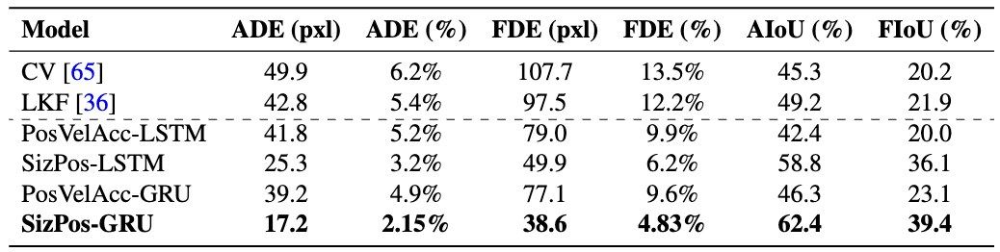 Model ADE (pxl) ADE (%) FDE (pxl) FDE (%) AIoU (%) FIoU (%)
CV [65] 49.9 6.2% 107.7 13.5% 45.3 20.2
LKF [36] 42.8 5.4% 97.5 12.2% 49.2 21.9
PosVelAcc-LSTM 41.8 5.2% 79.0 9.9% 42.4 20.0
SizPos-LSTM 25.3 3.2% 49.9 6.2% 58.8 36.1
PosVelAcc-GRU 39.2 4.9% 77.1 9.6% 46.3 23.1
SizPos-GRU 17.2 2.15% 38.6 4.83% 62.4 39.4